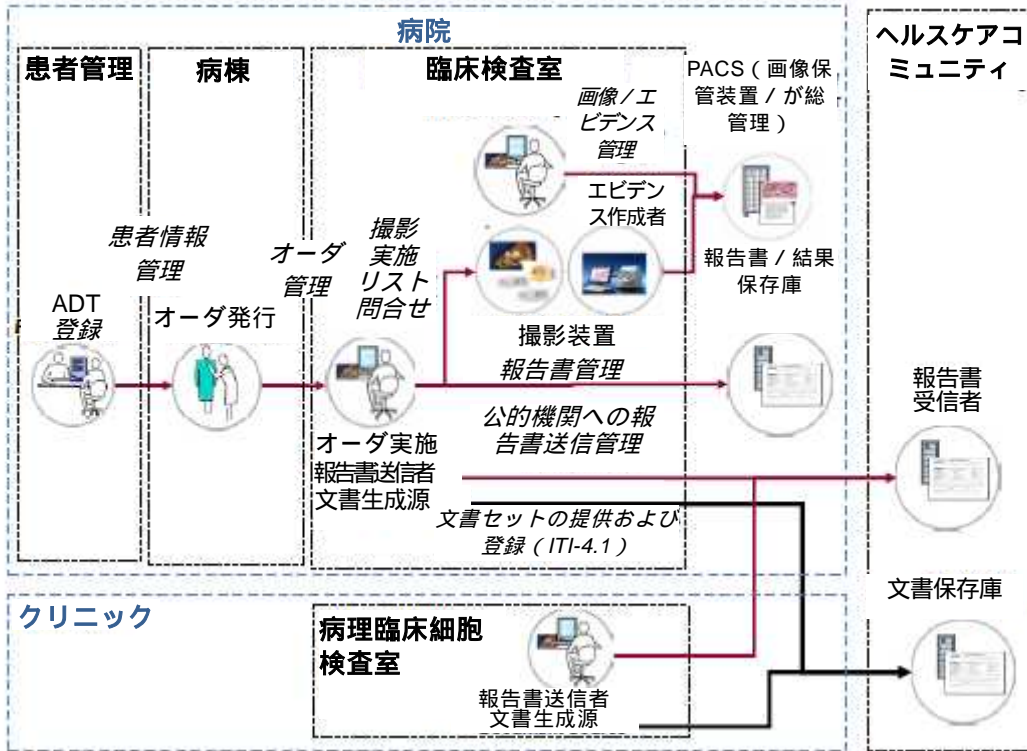 病院
患者管理
病棟
臨床検査室
ヘルスケアコ
ミュニティ
PACS（画像保
管装置 / が総
管理）
画像 / エ
ビデンス
管理
エビデン
ス作成者
患者情報
管理
オーダ
管理
撮影
実施
リスト
問合せ
報告書 / 結果
保存庫
ADT
登録
オーダ発行
撮影装置
報告書管理
報告書
受信者
公的機関への報
告書送信管理
オーダ実施
報告書送信者
文書生成源
文書セットの提供および
登録（ITI-4.1）
文書保存庫
クリニック
病理臨床細胞
検査室
報告書送信者
文書生成源